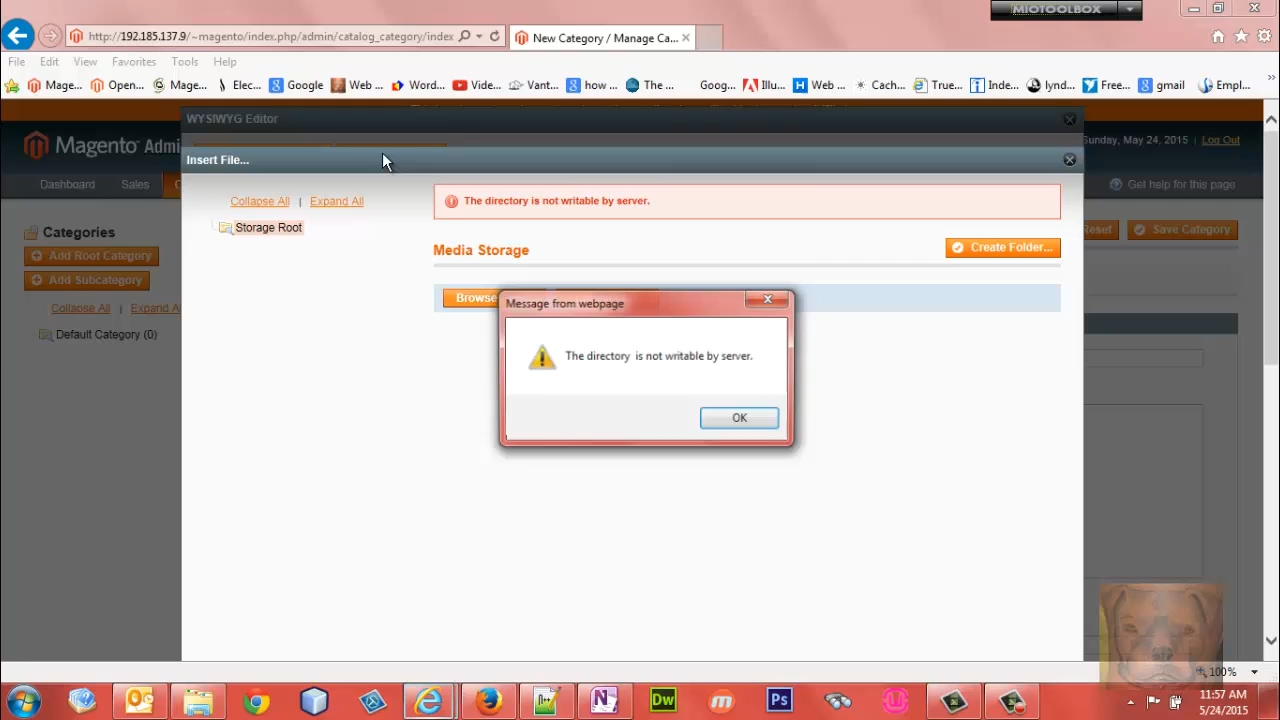 MIOTOOLBOX
http://192.185.137.9/~magento/index.php/admin/catalog_category/index
New Category / Manage Ca...
File Edit View Favorites Tools Help
Mage... Open... Mage... Elec... Google Web ... Word... Vide... Vant... how ... The ... Goog... Illu... Web ... Cach... True... Inde... lynd... Free... gmail Empl...
WYSIWYG Editor
Magento Admi
Sunday, May 24, 2015 | Log Out
Insert File...
Dashboard Sales C
Get help for this page
Collapse All | Expand All
The directory is not writable by server.
Storage Root
Categories
Reset
Save Category
Media Storage
Create Folder...
Add Root Category
Add Subcategory
Browse
Collapse All | Expand A
Default Category (0)
Message from webpage
The directory is not writable by server.
OK
100%
Dw
Ps
11:57 AM
5/24/2015